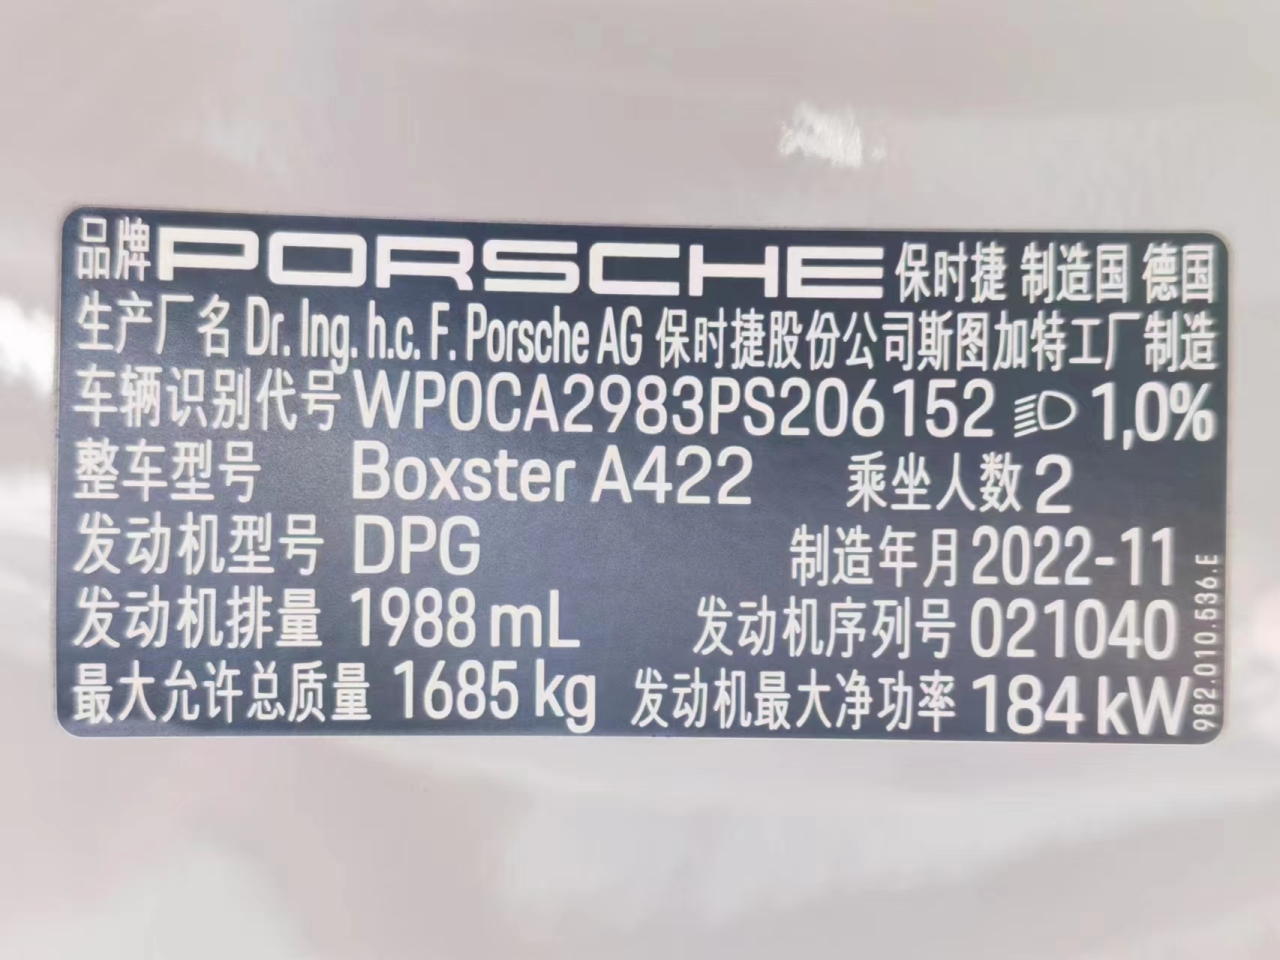 品牌 PORSCHE 保时捷 制造国 德国
生产厂名 Dr. Ing. h.c. F. Porsche AG 保时捷股份公司斯图加特工厂制造
车辆识别代号 WP0CA2983PS206152 1,0%
整车型号 Boxster A422 乘坐人数 2
发动机型号 DPG 制造年月 2022-11
发动机排量 1988 mL 发动机序列号 021040
最大允许总质量 1685 kg 发动机最大净功率 184 kW
982.010.536.E